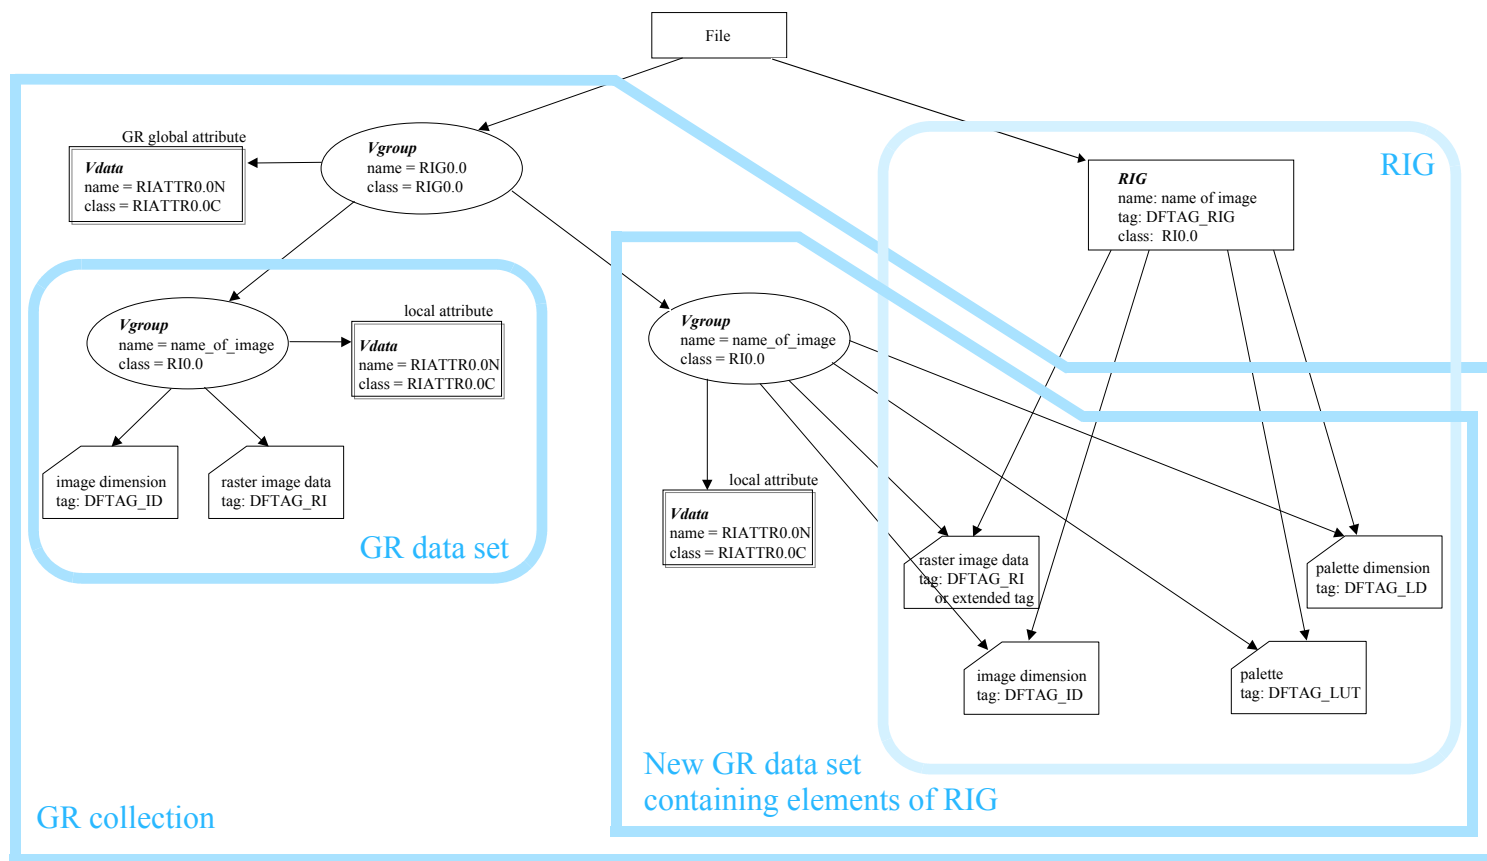 File
GR global attribute
Vdata
name = RIATTR0.0N
class = RIATTR0.0C
Vgroup
name = RIG0.0
class = RIG0.0
RIG
RIG
name: name of image
tag: DFTAG_RIG
class:  RI0.0
Vgroup
name = name_of_image
class = RI0.0
local attribute
Vdata
name = RIATTR0.0N
class = RIATTR0.0C
image dimension
tag: DFTAG_ID
raster image data
tag: DFTAG_RI
GR data set
Vgroup
name = name_of_image
class = RI0.0
local attribute
Vdata
name = RIATTR0.0N
class = RIATTR0.0C
raster image data
tag: DFTAG_RI
or extended tag
palette dimension
tag: DFTAG_LD
image dimension
tag: DFTAG_ID
palette
tag: DFTAG_LUT
New GR data set
containing elements of RIG
GR collection